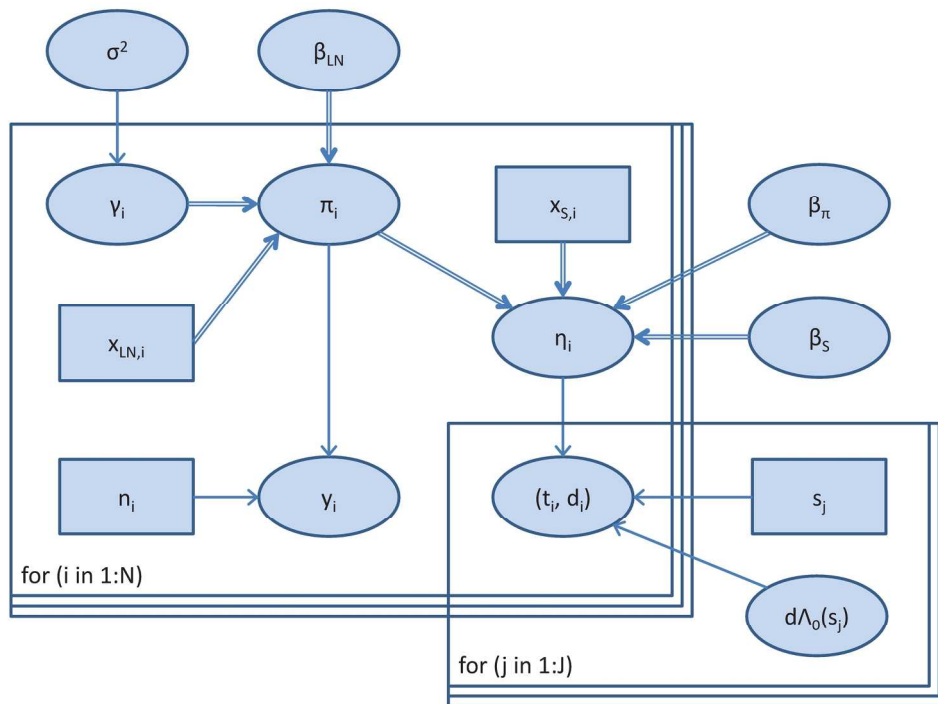 σ²
β_LN
γ_i
π_i
x_S,i
β_π
x_LN,i
η_i
β_S
n_i
y_i
(t_i, d_i)
s_j
for (i in 1:N)
dΛ₀(s_j)
for (j in 1:J)